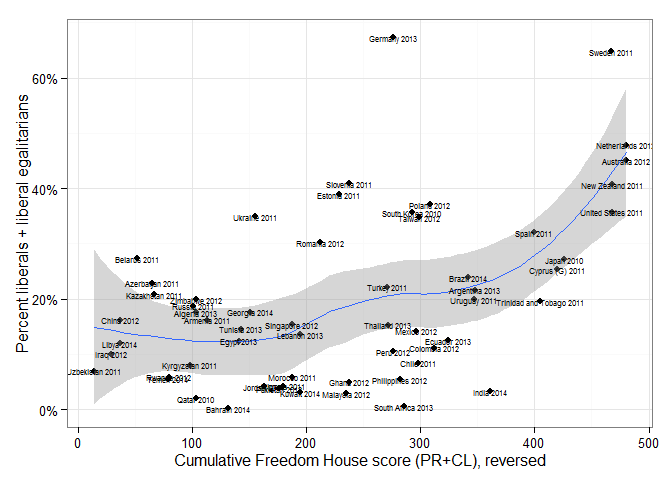 Germany 2013
Sweden 2011
60%
Netherlands 201
Australia 2012
Slovenia 2011
New Zealand 2011
40%
Estonia 2011
Poland 2012
South Korea 2010
Taiwan 2012
United States 2011
Ukraine 2011
Spain 2011
Romania 2012
Belarus 2011
Japan 2010
Cyprus (G) 2011
Azerbaijan 2011
Brazil 2014
Turkey 2011
Argentina 2013
Kazakhstan 2011
Zimbabwe 2012
Uruguay 2011
Trinidad and Tobago 2011
20%
Russia 2011
Algeria 2013
Georgia 2014
China 2012
Armenia 2011
Singapore 2012
Thailand 2013
Tunisia 2013
Mexico 2012
Lebanon 2013
Egypt 2013
Ecuador 2013
Libya 2014
Colombia 2012
Iraq 2012
Peru 2012
Kyrgyzstan 2011
Chile 2011
Uzbekistan 2011
Rwanda 2012
Yemen 2014
Morocco 2011
Philippines 2012
Ghana 2012
Jordan
Kuwait 2014
Malaysia 2012
India 2014
Qatar 2010
South Africa 2013
Bahrain 2014
0%
0
100
200
300
400
500
Cumulative Freedom House score (PR+CL), reversed
Percent liberals + liberal egalitarians